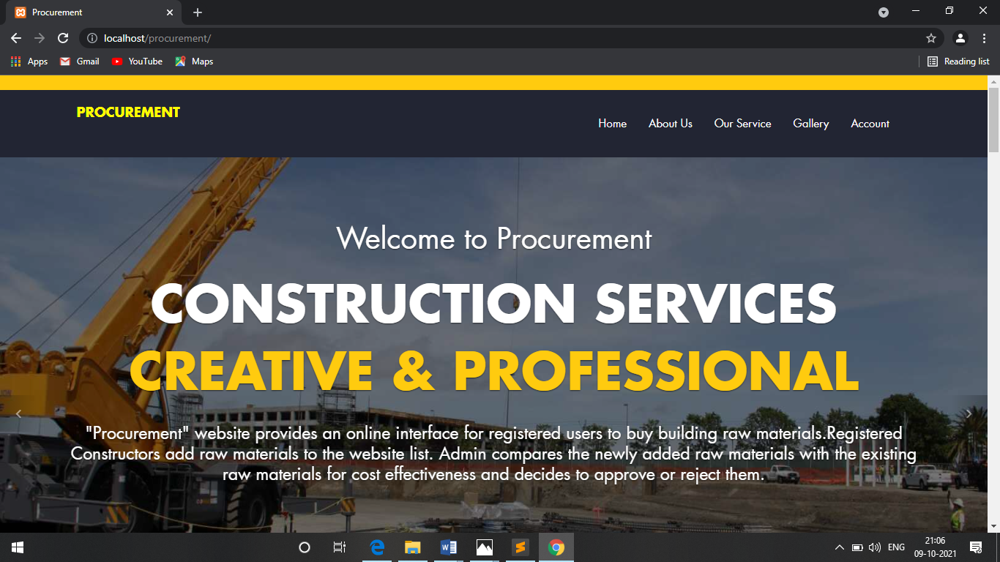 Procurement
localhost/procurement/
Apps Gmail YouTube Maps Reading list
PROCUREMENT
Home About Us Our Service Gallery Account
Welcome to Procurement
CONSTRUCTION SERVICES
CREATIVE & PROFESSIONAL
"Procurement" website provides an online interface for registered users to buy building raw materials.Registered
Constructors add raw materials to the website list. Admin compares the newly added raw materials with the existing
raw materials for cost effectiveness and decides to approve or reject them.
ENG
21:06
09-10-2021